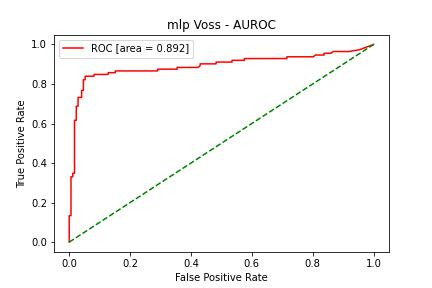 mlp Voss - AUROC
ROC [area = 0.892]
True Positive Rate
1.0
0.8
0.6
0.4
0.2
0.0
0.0 0.2 0.4 0.6 0.8 1.0
False Positive Rate